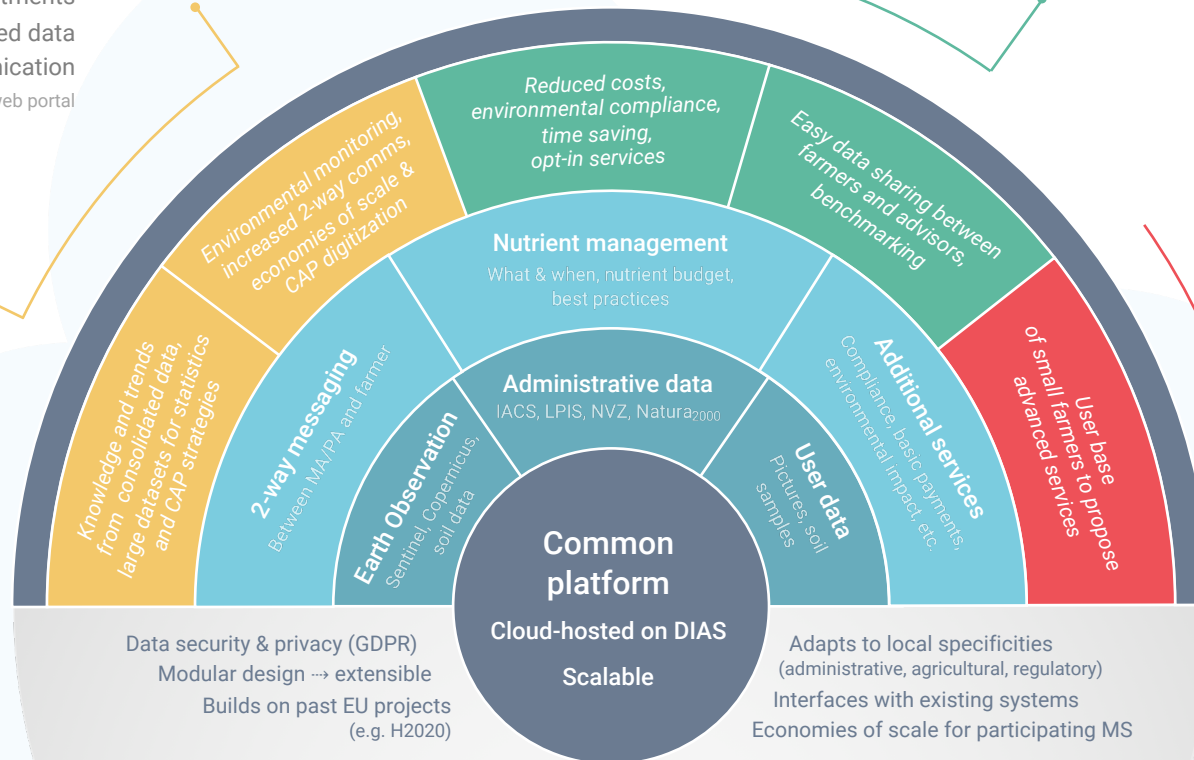 ed data
web portal
Reduced costs,
environmental compliance,
time saving,
opt-in services
Environmental monitoring,
increased 2-way comms,
economies of scale &
CAP digitization
Easy data sharing between
farmers and advisors,
benchmarking
Knowledge and trends
from consolidated data,
large datasets for statistics
and CAP strategies
User base
of small farmers to propose
advanced services
Nutrient management
What & when, nutrient budget,
best practices
2-way messaging
Between MA/PA and farmer
Additional services
Compliance, basic payments,
environmental impact, etc.
Administrative data
IACS, LPIS, NVZ, Natura2000
Earth Observation
Sentinel, Copernicus,
soil data
User data
Pictures, soil
samples
Common
platform
Cloud-hosted on DIAS
Scalable
Data security & privacy (GDPR)
Modular design ⤑ extensible
Builds on past EU projects
(e.g. H2020)
Adapts to local specificities
(administrative, agricultural, regulatory)
Interfaces with existing systems
Economies of scale for participating MS